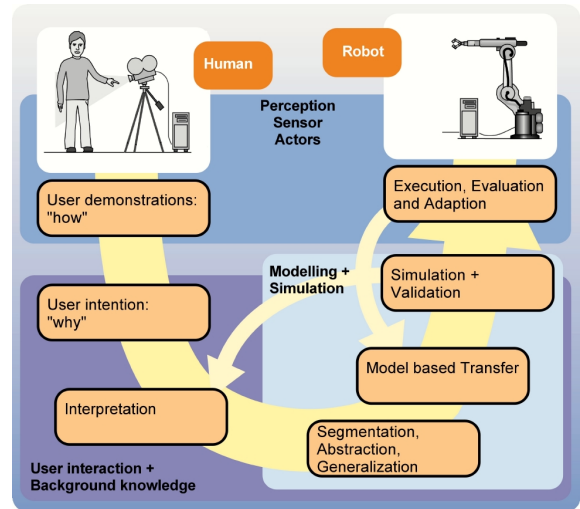 Human
Robot
Perception
Sensor
Actors
User demonstrations:
"how"
Execution, Evaluation
and Adaption
Modelling +
Simulation
Simulation +
Validation
User intention:
"why"
Model based Transfer
Interpretation
Segmentation,
Abstraction,
Generalization
User interaction +
Background knowledge